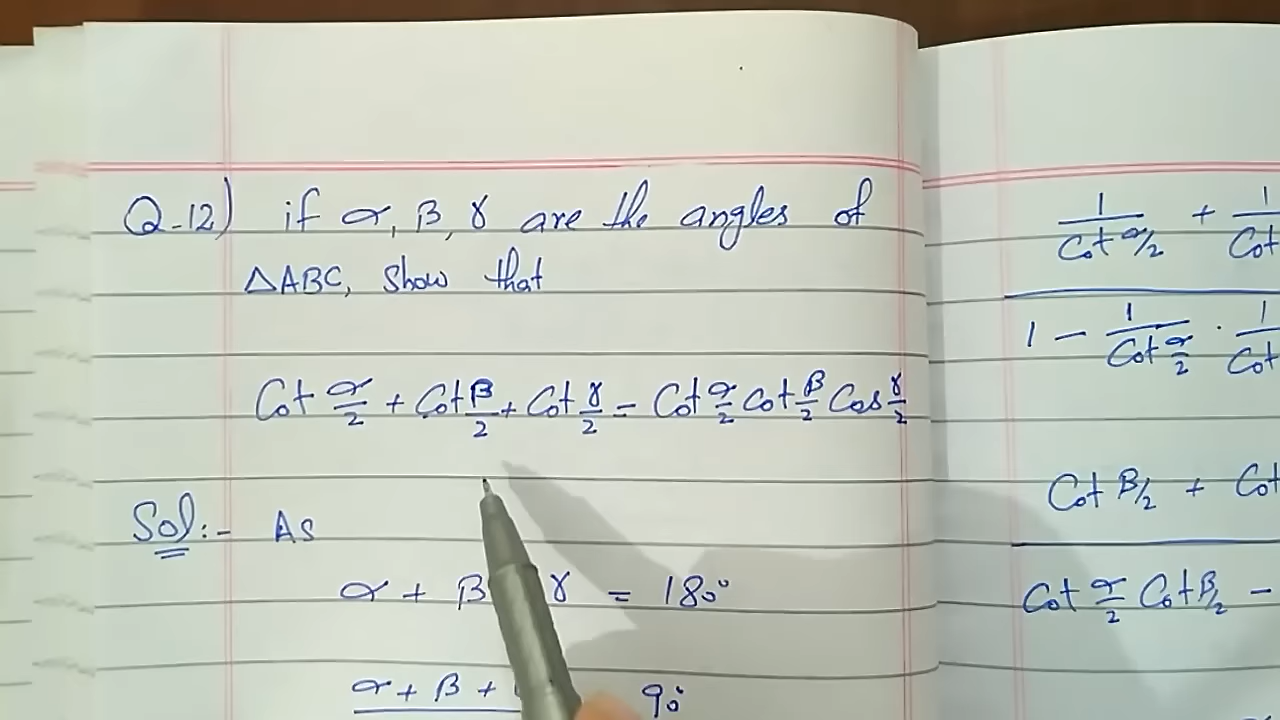 Q-12) if α, β, γ are the angles of
△ABC, show that
Cot α/2 + Cot β/2 + Cot γ/2 = Cot α/2 Cot β/2 Cos γ/2
Sol:- As
α + β γ = 180°
α + β + 90°
1/Cot α/2 + 1/Cot
1 - 1/Cot α/2 · 1/Cot
Cot β/2 + Cot
Cot α/2 Cot β/2 -